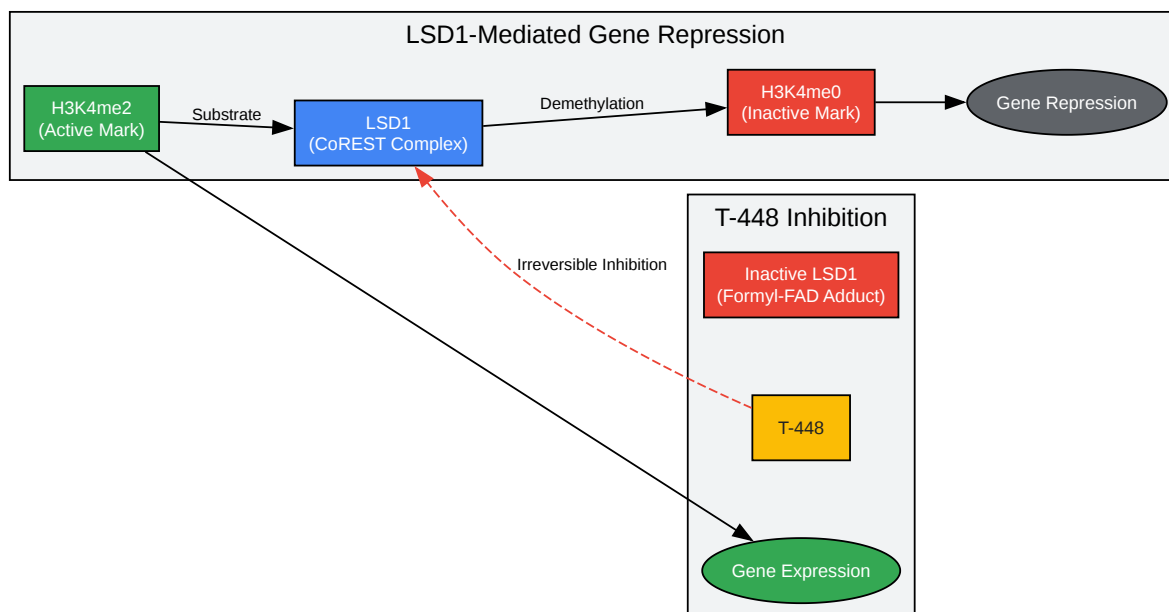 LSD1-Mediated Gene Repression
H3K4me2
(Active Mark)
Substrate
LSD1
(CoREST Complex)
Demethylation
H3K4me0
(Inactive Mark)
Gene Repression
T-448 Inhibition
Irreversible Inhibition
Inactive LSD1
(Formyl-FAD Adduct)
T-448
Gene Expression